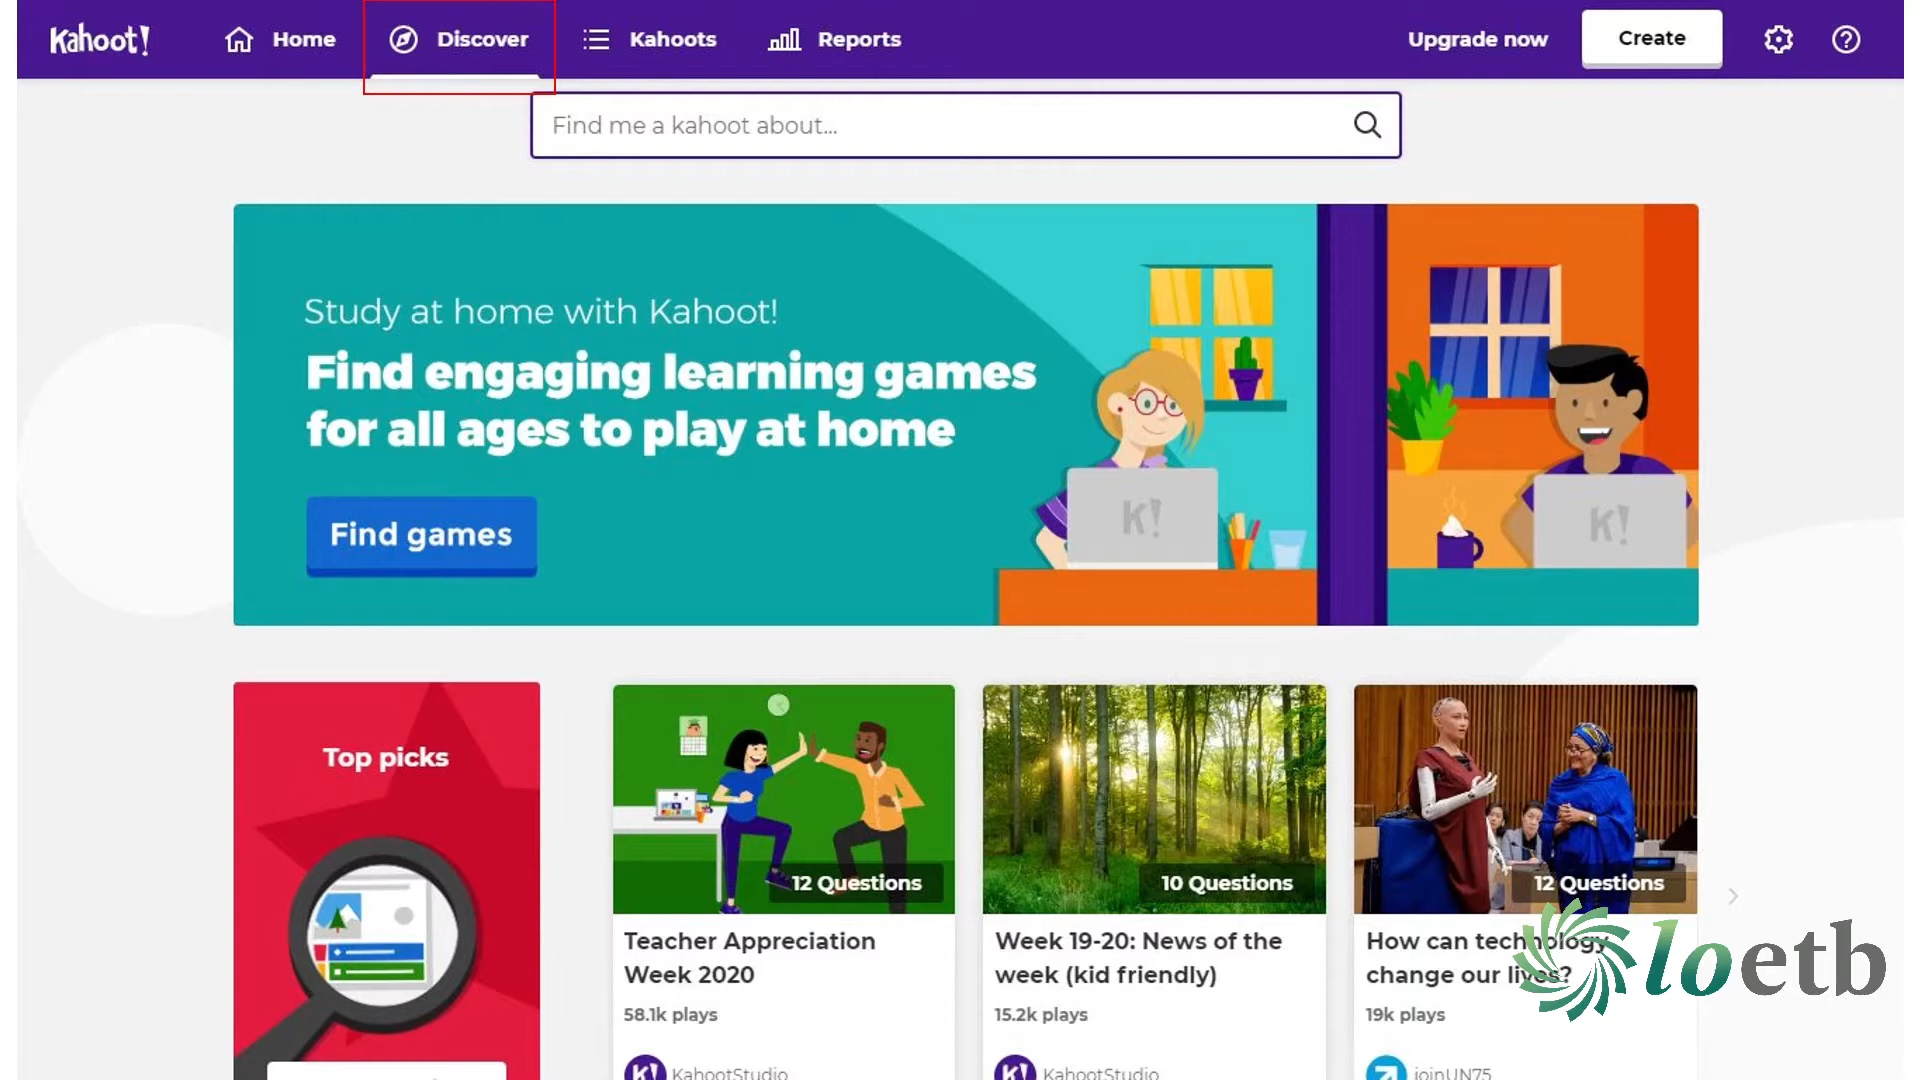 Kahoot!
Home
Discover
Kahoots
Reports
Upgrade now
Create
Find me a kahoot about...
Study at home with Kahoot!
Find engaging learning games
for all ages to play at home
Find games
K!
K!
Top picks
12 Questions
Teacher Appreciation
Week 2020
58.1k plays
K! KahootStudio
10 Questions
Week 19-20: News of the
week (kid friendly)
15.2k plays
K! KahootStudio
12 Questions
How can technology
change our lives?
19k plays
joinUN75
loetb